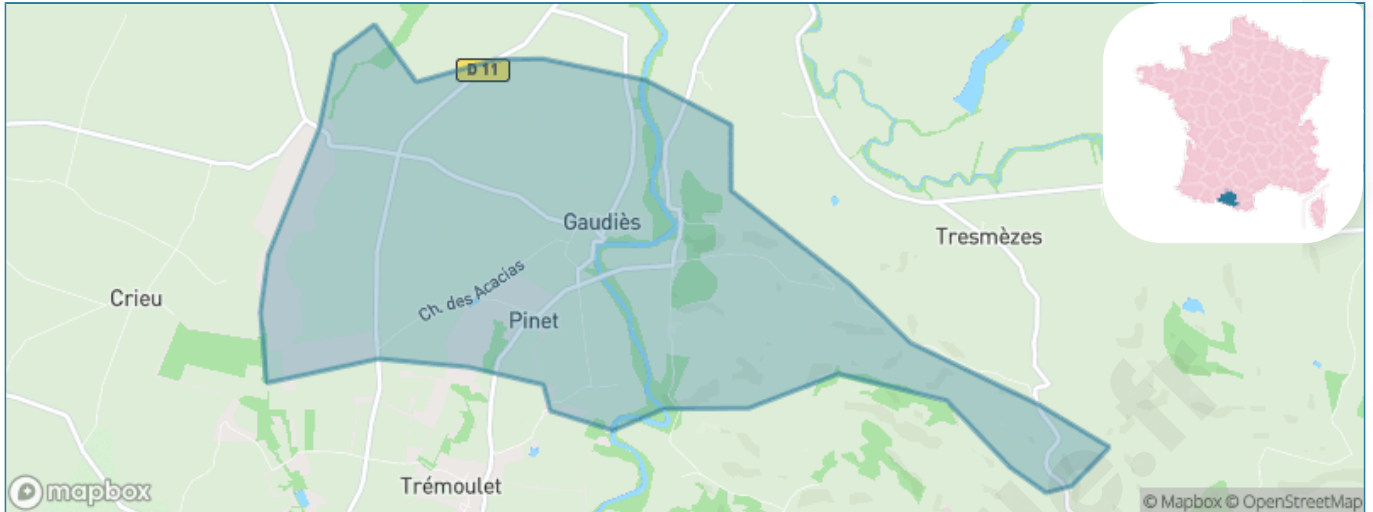 D 11
Gaudiès
Tresmèzes
Ch. des Acacias
Crieu
Pinet
Trémoulet
mapbox
© Mapbox © OpenStreetMap